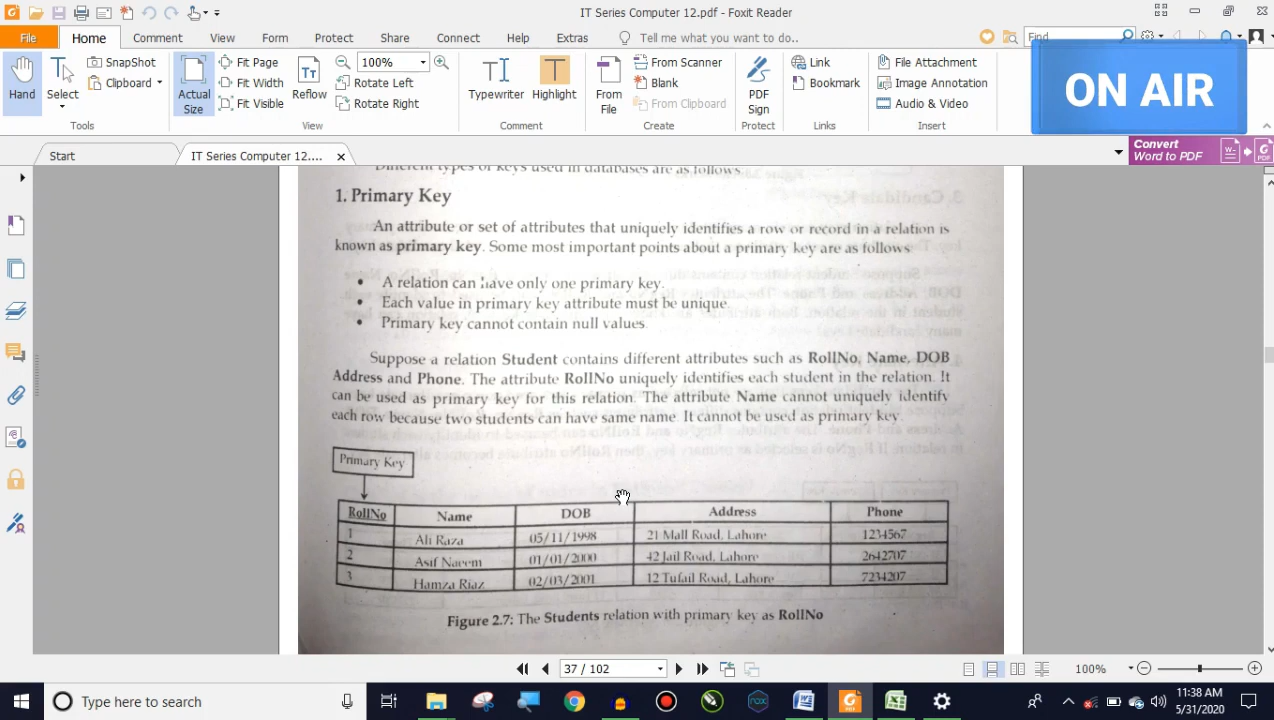 IT Series Computer 12.pdf - Foxit Reader
File Home Comment View Form Protect Share Connect Help Extras Tell me what you want to do.. Find
Hand
Select
SnapShot
Clipboard
Tools
Actual Size
Fit Page
Fit Width
Fit Visible
Reflow
100%
Rotate Left
Rotate Right
View
Typewriter
Highlight
Comment
From File
From Scanner
Blank
From Clipboard
Create
PDF Sign
Protect
Link
Bookmark
Links
File Attachment
Image Annotation
Audio & Video
Insert
ON AIR
Start
IT Series Computer 12....
Convert
Word to PDF
Different types of keys used in databases are as follows.
1. Primary Key
An attribute or set of attributes that uniquely identifies a row or record in a relation is
known as primary key. Some most important points about a primary key are as follows
• A relation can have only one primary key.
• Each value in primary key attribute must be unique.
• Primary key cannot contain null values.
Suppose a relation Student contains different attributes such as RollNo, Name, DOB
Address and Phone. The attribute RollNo uniquely identifies each student in the relation. It
can be used as primary key for this relation. The attribute Name cannot uniquely identify
each row because two students can have same name. It cannot be used as primary key.
Primary Key
RollNo Name DOB Address Phone
1 Ali Raza 05/11/1998 21 Mall Road, Lahore 1234567
2 Asif Naeem 01/01/2000 42 Jail Road, Lahore 2642707
3 Hamza Riaz 02/03/2001 12 Tufail Road, Lahore 7234207
Figure 2.7: The Students relation with primary key as RollNo
37 / 102
100%
Type here to search
11:38 AM
5/31/2020